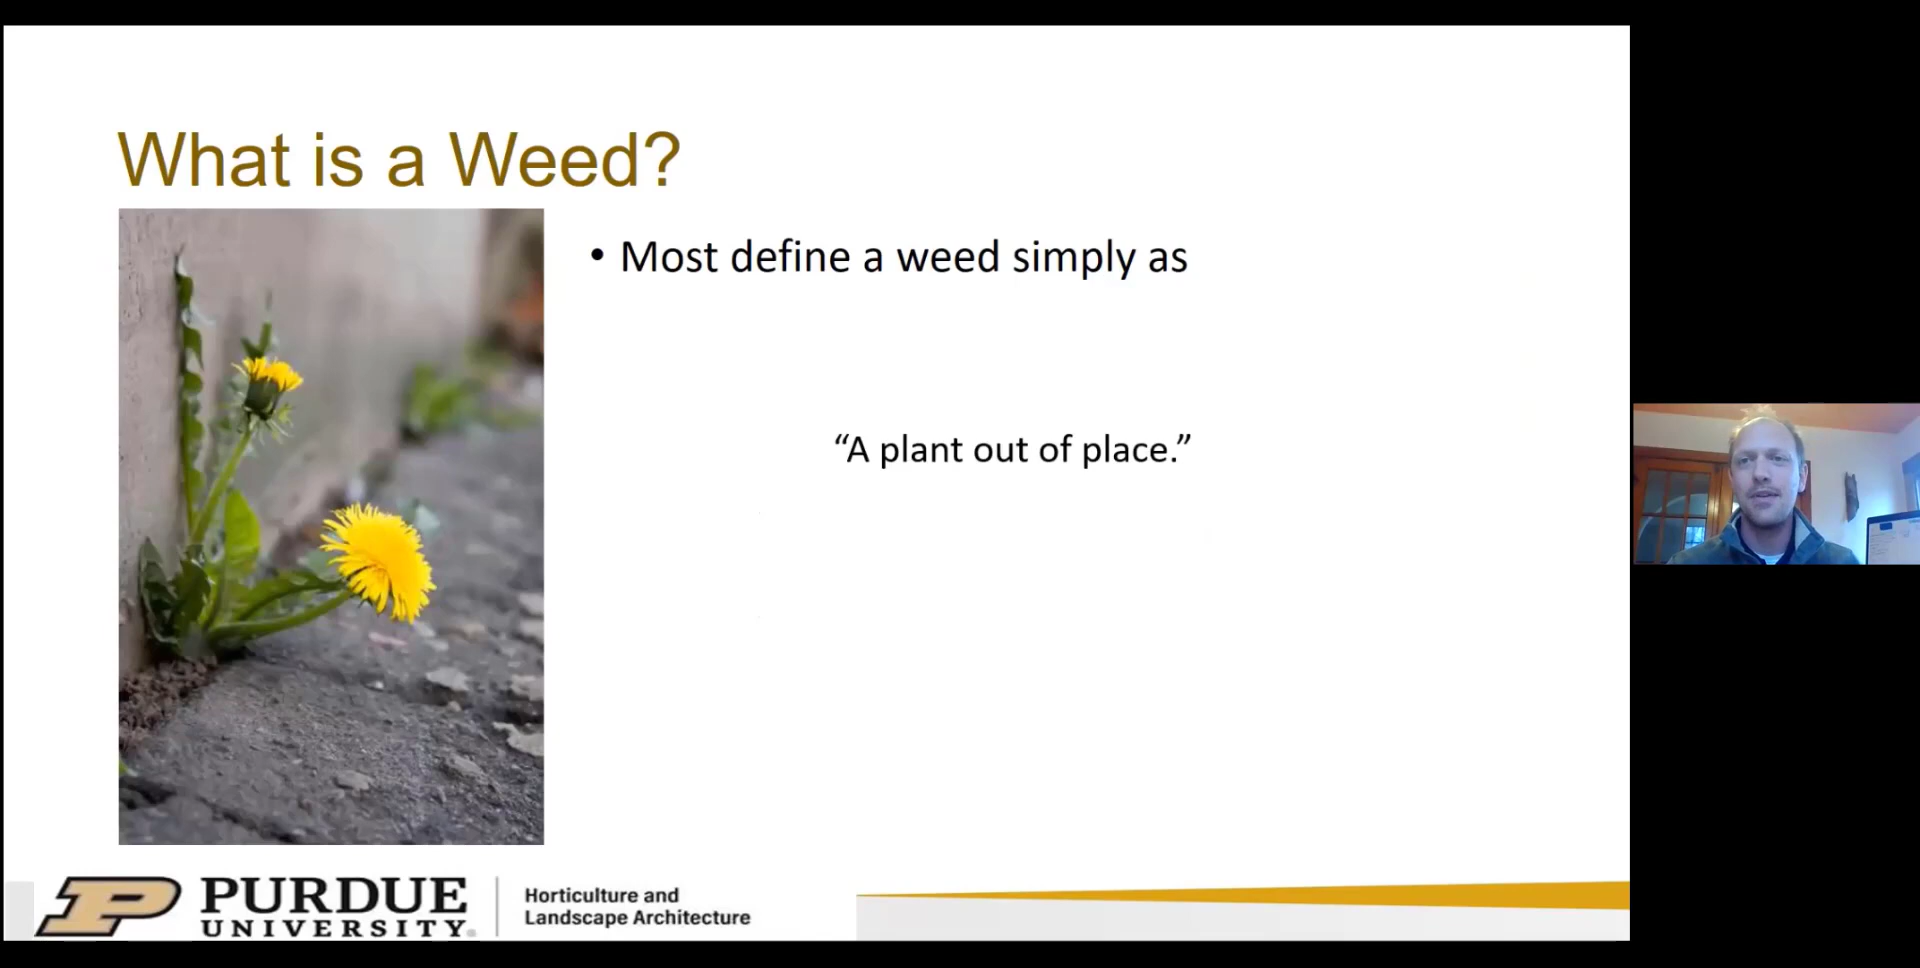 What is a Weed?
• Most define a weed simply as
“A plant out of place.”
PURDUE
UNIVERSITY®
Horticulture and
Landscape Architecture